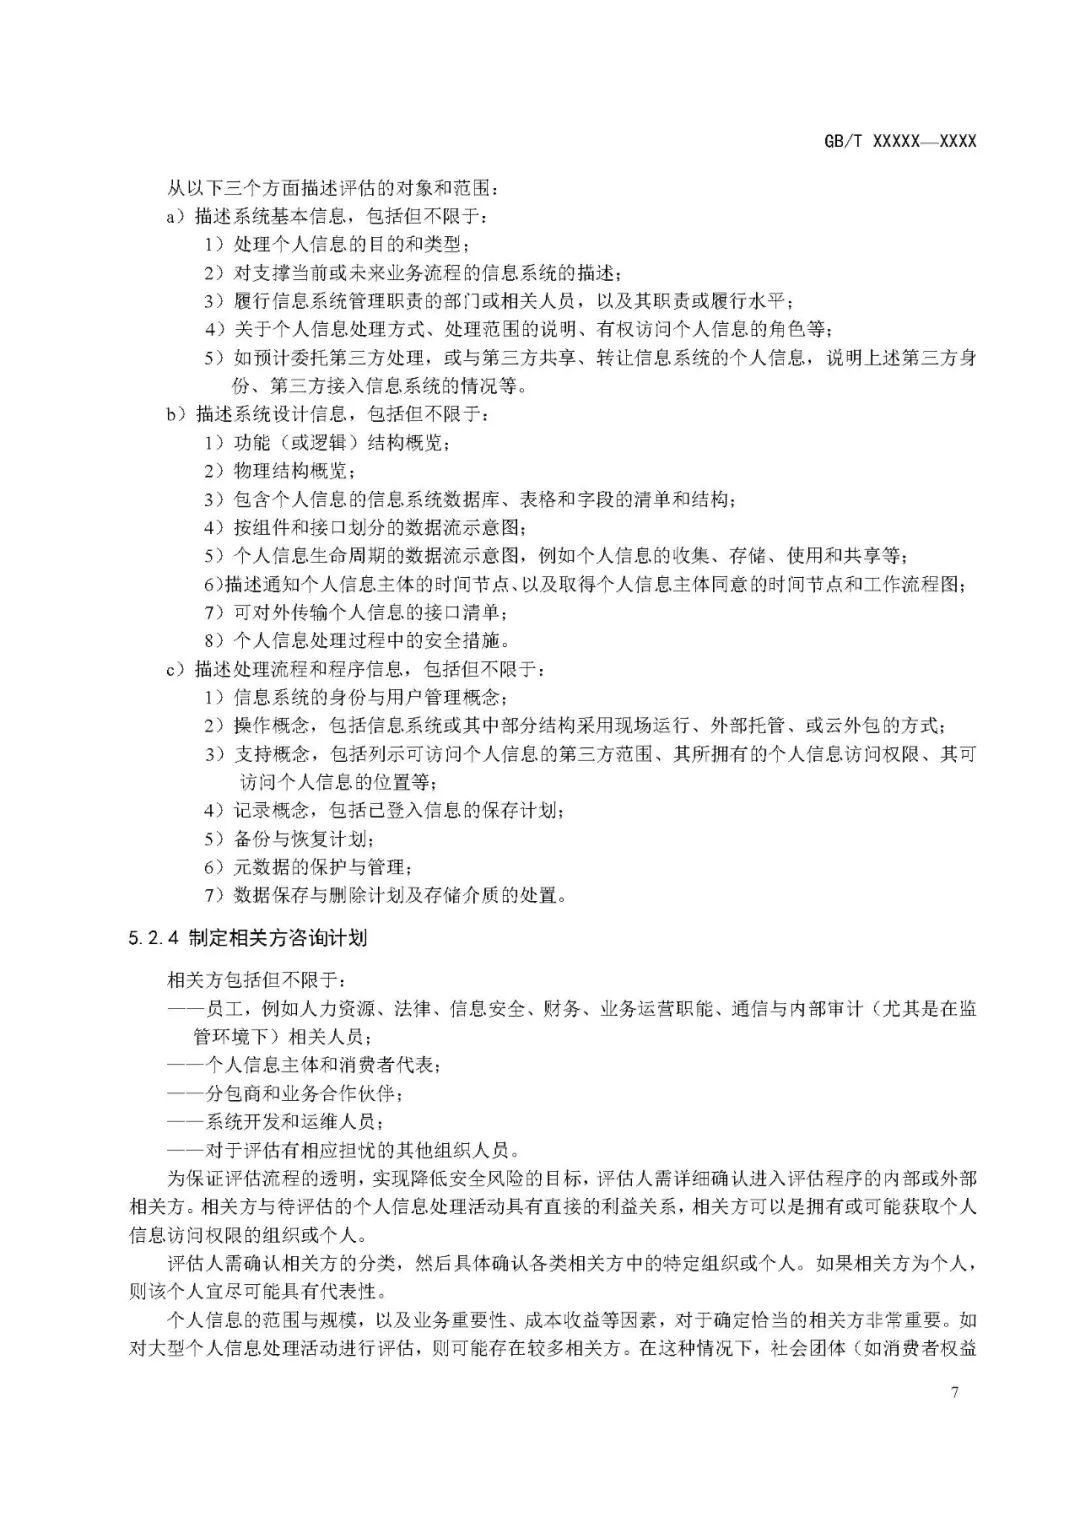 GB/T XXXXX—XXXX
从以下三个方面描述评估的对象和范围：
a）描述系统基本信息，包括但不限于：
1）处理个人信息的目的和类型；
2）对支撑当前或未来业务流程的信息系统的描述；
3）履行信息系统管理职责的部门或相关人员，以及其职责或履行水平；
4）关于个人信息处理方式、处理范围的说明、有权访问个人信息的角色等；
5）如预计委托第三方处理，或与第三方共享、转让信息系统的个人信息，说明上述第三方身
份、第三方接入信息系统的情况等。
b）描述系统设计信息，包括但不限于：
1）功能（或逻辑）结构概览；
2）物理结构概览；
3）包含个人信息的信息系统数据库、表格和字段的清单和结构；
4）按组件和接口划分的数据流示意图；
5）个人信息生命周期的数据流示意图，例如个人信息的收集、存储、使用和共享等；
6）描述通知个人信息主体的时间节点、以及取得个人信息主体同意的时间节点和工作流程图；
7）可对外传输个人信息的接口清单；
8）个人信息处理过程中的安全措施。
c）描述处理流程和程序信息，包括但不限于：
1）信息系统的身份与用户管理概念；
2）操作概念，包括信息系统或其中部分结构采用现场运行、外部托管、或云外包的方式；
3）支持概念，包括列示可访问个人信息的第三方范围、其所拥有的个人信息访问权限、其可
访问个人信息的位置等；
4）记录概念，包括已登入信息的保存计划；
5）备份与恢复计划；
6）元数据的保护与管理；
7）数据保存与删除计划及存储介质的处置。
5.2.4 制定相关方咨询计划
相关方包括但不限于：
——员工，例如人力资源、法律、信息安全、财务、业务运营职能、通信与内部审计（尤其是在监
管环境下）相关人员；
——个人信息主体和消费者代表；
——分包商和业务合作伙伴；
——系统开发和运维人员；
——对于评估有相应担忧的其他组织人员。
为保证评估流程的透明，实现降低安全风险的目标，评估人需详细确认进入评估程序的内部或外部
相关方。相关方与待评估的个人信息处理活动具有直接的利益关系，相关方可以是拥有或可能获取个人
信息访问权限的组织或个人。
评估人需确认相关方的分类，然后具体确认各类相关方中的特定组织或个人。如果相关方为个人，
则该个人宜尽可能具有代表性。
个人信息的范围与规模，以及业务重要性、成本收益等因素，对于确定恰当的相关方非常重要。如
对大型个人信息处理活动进行评估，则可能存在较多相关方。在这种情况下，社会团体（如消费者权益
7